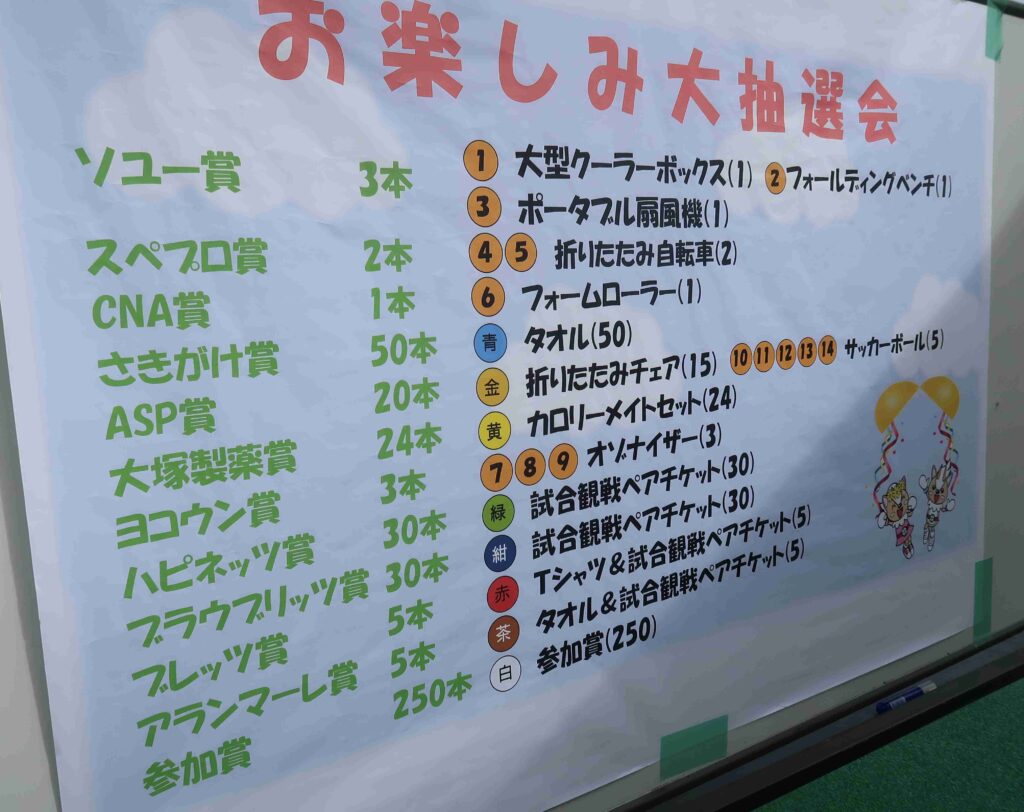 お楽しみ大抽選会
ソユー賞 3本 1 大型クーラーボックス(1) 2 フォールディングベンチ(1)
3 ポータブル扇風機(1)
スペプロ賞 2本 4 5 折りたたみ自転車(2)
CNA賞 1本 6 フォームローラー(1)
さきがけ賞 50本 青 タオル(50)
ASP賞 20本 金 折りたたみチェア(15) 10 11 12 13 14 サッカーボール(5)
大塚製薬賞 24本 黄 カロリーメイトセット(24)
ヨコウン賞 3本 7 8 9 オゾナイザー(3)
ハピネッツ賞 30本 緑 試合観戦ペアチケット(30)
ブラウブリッツ賞 30本 紺 試合観戦ペアチケット(30)
ブレッツ賞 5本 赤 Tシャツ&試合観戦ペアチケット(5)
アランマーレ賞 5本 茶 タオル&試合観戦ペアチケット(5)
参加賞 250本 白 参加賞(250)